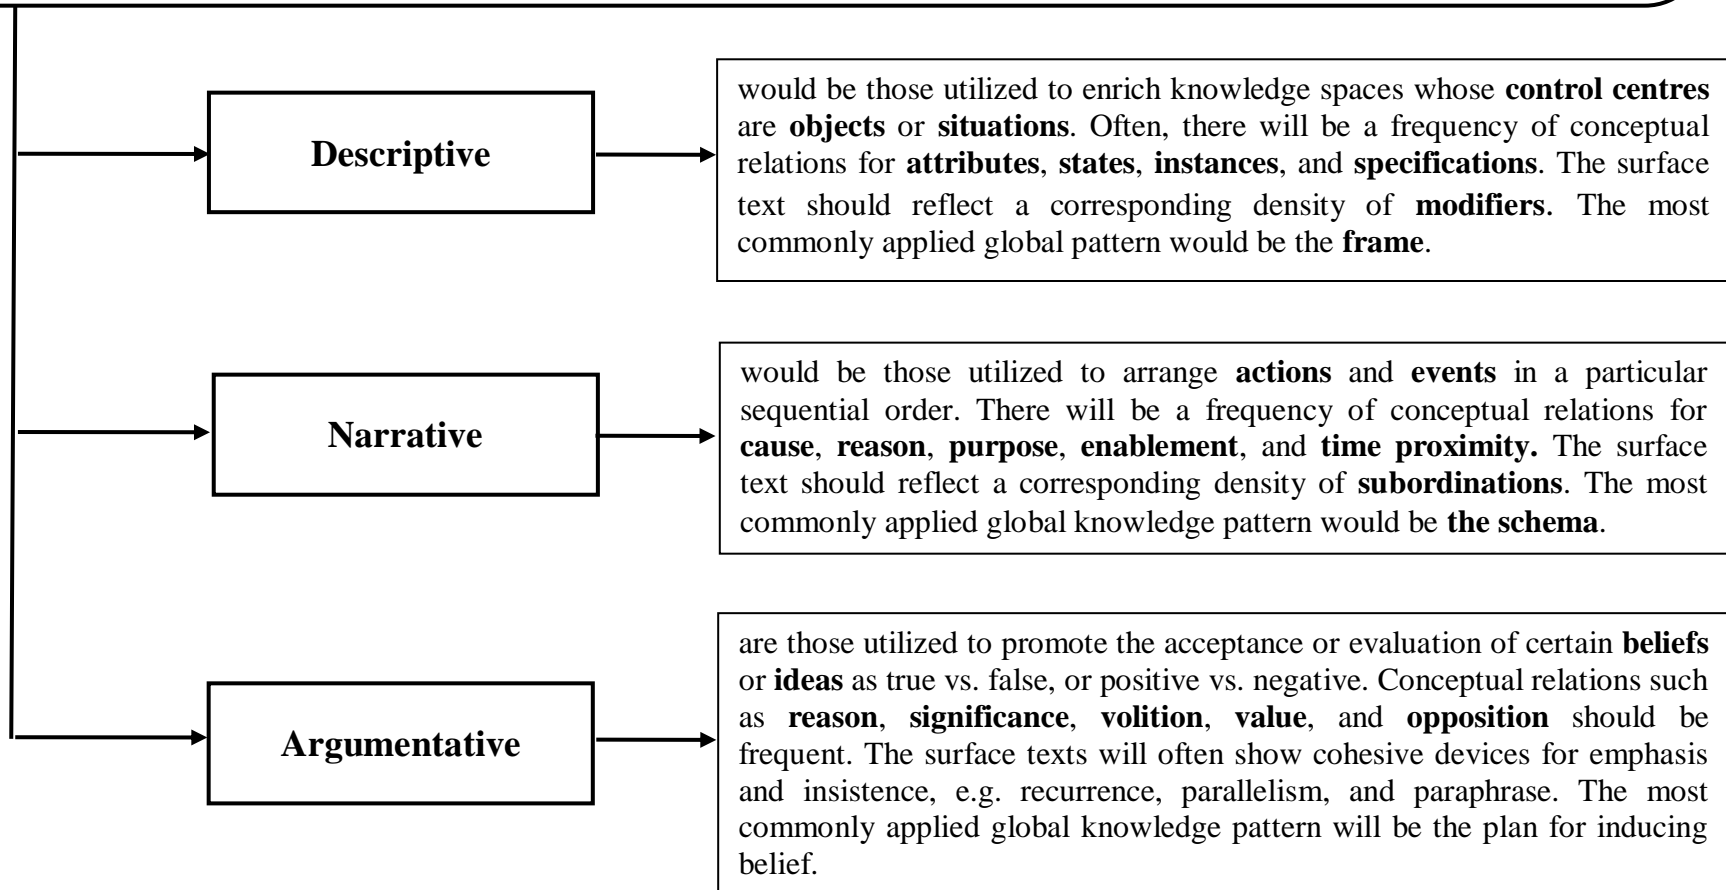 Descriptive
would be those utilized to enrich knowledge spaces whose control centres
are objects or situations. Often, there will be a frequency of conceptual
relations for attributes, states, instances, and specifications. The surface
text should reflect a corresponding density of modifiers. The most
commonly applied global pattern would be the frame.
Narrative
would be those utilized to arrange actions and events in a particular
sequential order. There will be a frequency of conceptual relations for
cause, reason, purpose, enablement, and time proximity. The surface
text should reflect a corresponding density of subordinations. The most
commonly applied global knowledge pattern would be the schema.
Argumentative
are those utilized to promote the acceptance or evaluation of certain beliefs
or ideas as true vs. false, or positive vs. negative. Conceptual relations such
as reason, significance, volition, value, and opposition should be
frequent. The surface texts will often show cohesive devices for emphasis
and insistence, e.g. recurrence, parallelism, and paraphrase. The most
commonly applied global knowledge pattern will be the plan for inducing
belief.